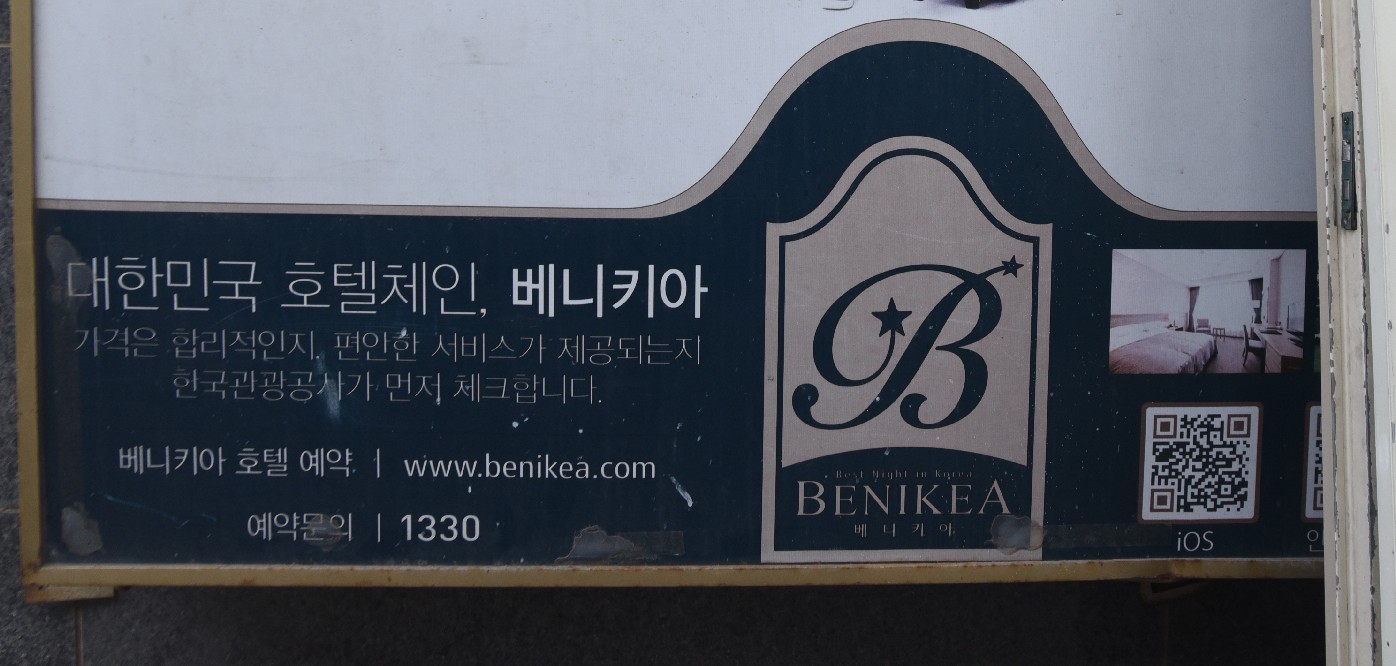 대한민국 호텔체인, 베니키아
가격은 합리적인지, 편안한 서비스가 제공되는지
한국관광공사가 먼저 체크합니다.
베니키아 호텔 예약 | www.benikea.com
예약문의 | 1330
B
Best Night in Korea
BENIKEA
베니키아
iOS